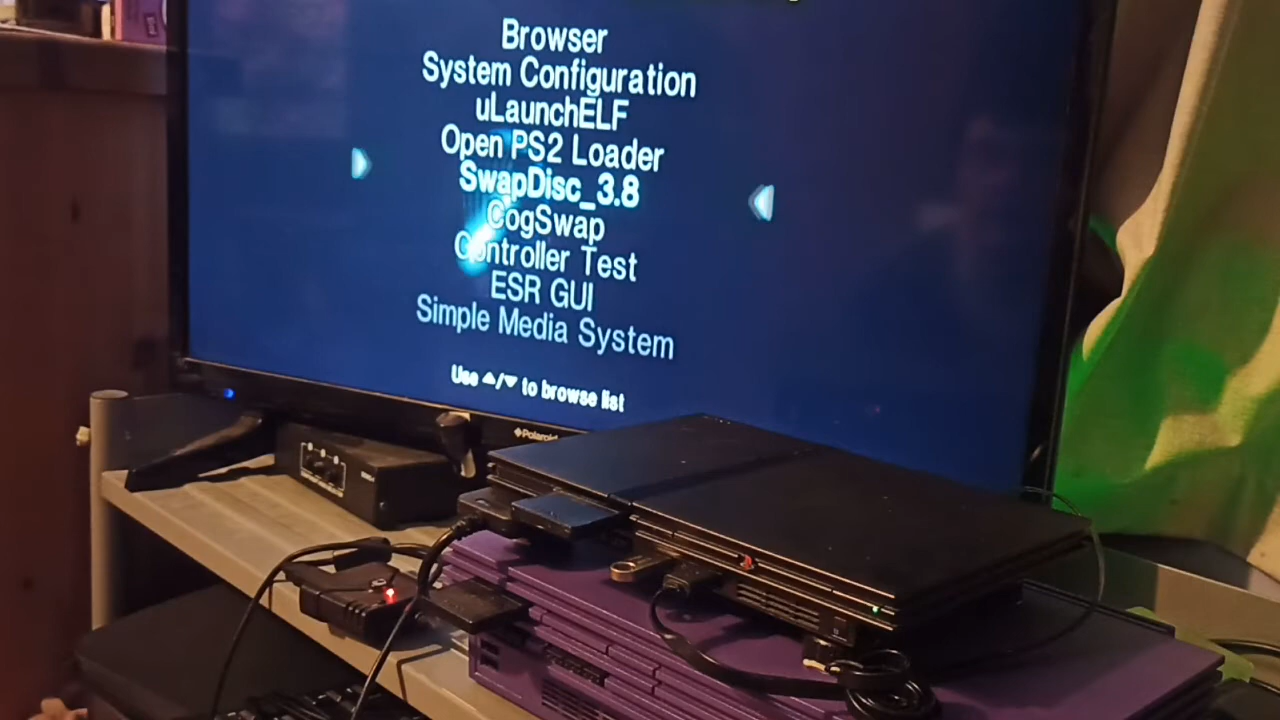 Browser
System Configuration
uLaunchELF
Open PS2 Loader
SwapDisc_3.8
CogSwap
Controller Test
ESR GUI
Simple Media System
Use ▲/▼ to browse list
Polaroid